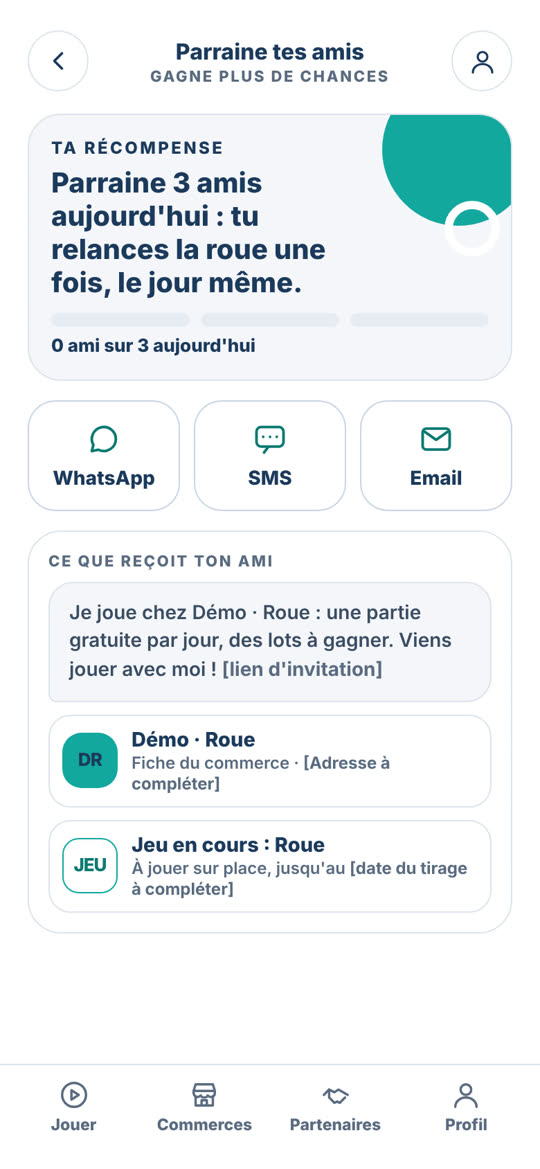 Parraine tes amis
GAGNE PLUS DE CHANCES
TA RÉCOMPENSE
Parraine 3 amis
aujourd'hui : tu
relances la roue une
fois, le jour même.
0 ami sur 3 aujourd'hui
WhatsApp
SMS
Email
CE QUE REÇOIT TON AMI
Je joue chez Démo · Roue : une partie
gratuite par jour, des lots à gagner. Viens
jouer avec moi ! [lien d'invitation]
DR
Démo · Roue
Fiche du commerce · [Adresse à
compléter]
JEU
Jeu en cours : Roue
À jouer sur place, jusqu'au [date du tirage
à compléter]
Jouer
Commerces
Partenaires
Profil